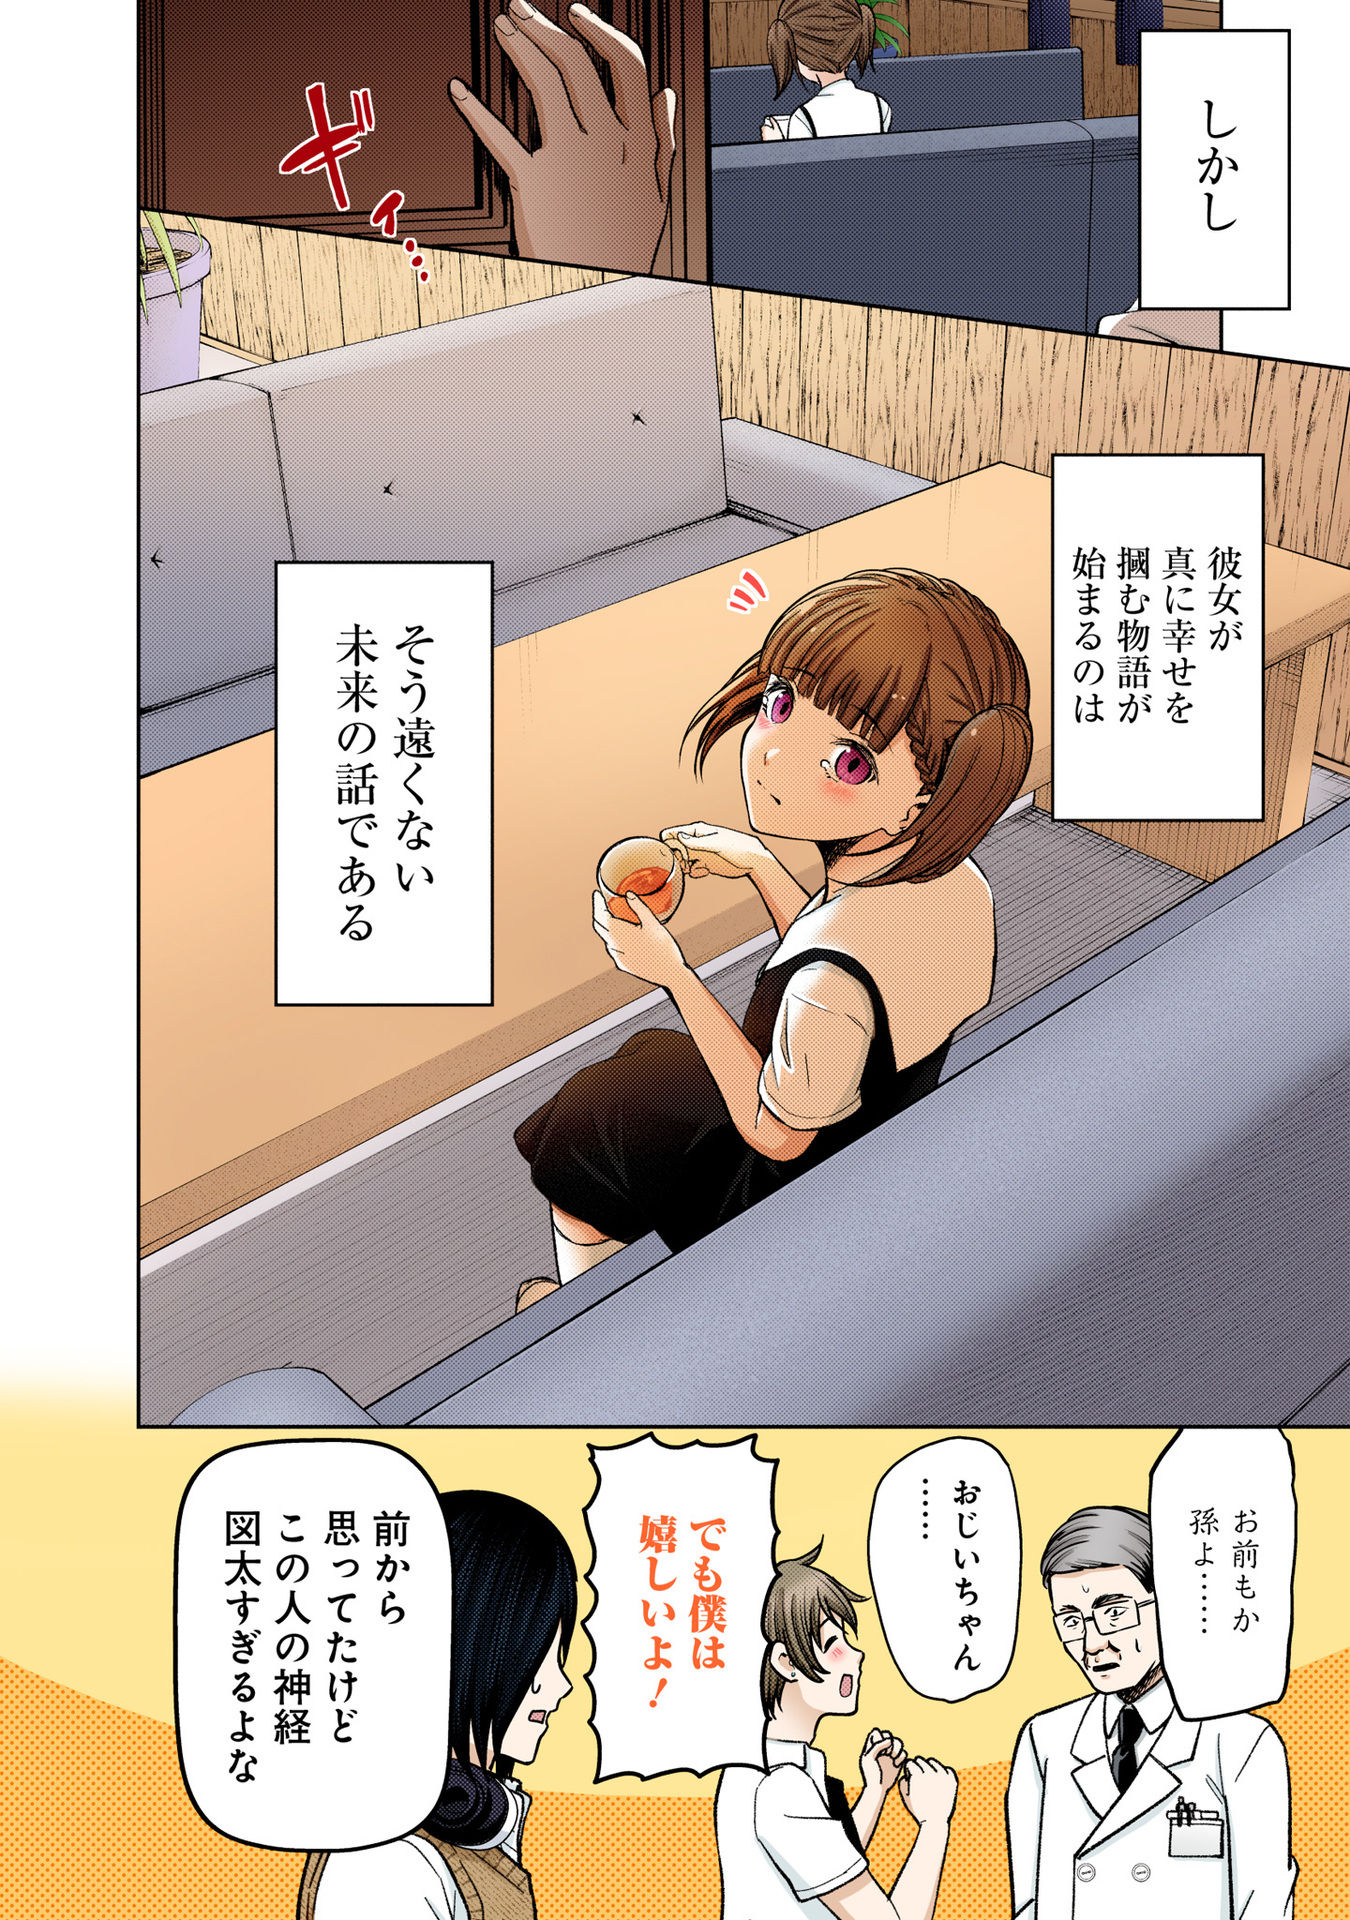 しかし
ギィ…
彼女が
真に幸せを
摑む物語が
始まるのは
そう遠くない
未来の話である
お前もか
孫よ……
おじいちゃん
……
でも僕は
嬉しいよ！
前から
思ってたけど
この人の神経
図太すぎるよな